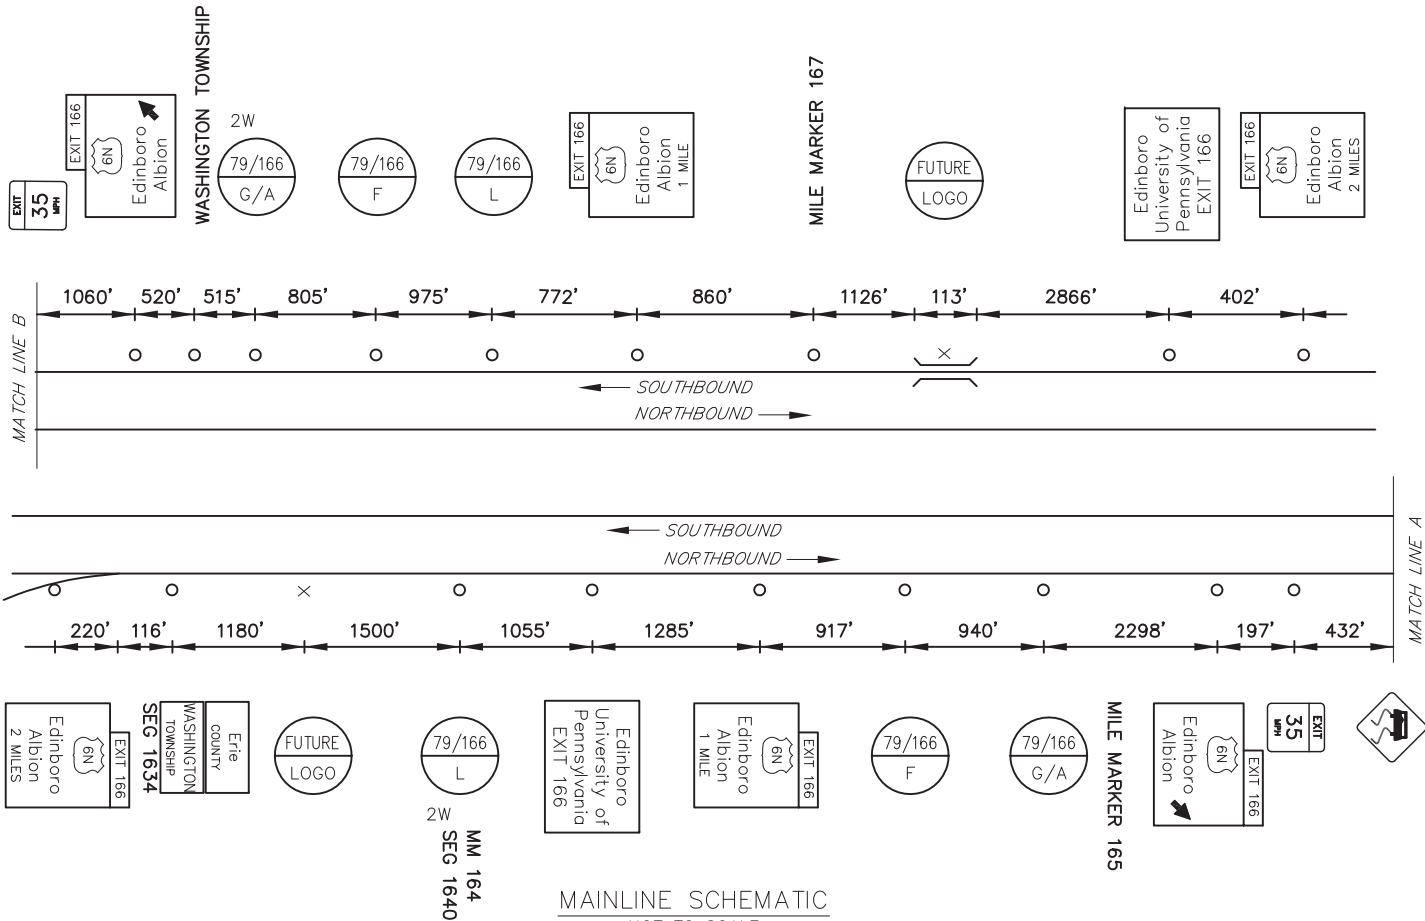 EXIT
35
MPH
EXIT 166
6N
Edinboro
Albion
WASHINGTON TOWNSHIP
2W
79/166
G/A
79/166
F
79/166
L
EXIT 166
6N
Edinboro
Albion
1 MILE
MILE MARKER 167
FUTURE
LOGO
Edinboro
University of
Pennsylvania
EXIT 166
EXIT 166
6N
Edinboro
Albion
2 MILES
MATCH LINE B
1060' 520' 515' 805' 975' 772' 860' 1126' 113' 2866' 402'
SOUTHBOUND
NORTHBOUND
SOUTHBOUND
NORTHBOUND
MATCH LINE A
220' 116' 1180' 1500' 1055' 1285' 917' 940' 2298' 197' 432'
EXIT 166
6N
Edinboro
Albion
2 MILES
SEG 1634
Erie
COUNTY
WASHINGTON
TOWNSHIP
FUTURE
LOGO
79/166
L
2W
MM 164
SEG 1640
Edinboro
University of
Pennsylvania
EXIT 166
EXIT 166
6N
Edinboro
Albion
1 MILE
79/166
F
79/166
G/A
MILE MARKER 165
EXIT 166
6N
Edinboro
Albion
EXIT
35
MPH
MAINLINE SCHEMATIC